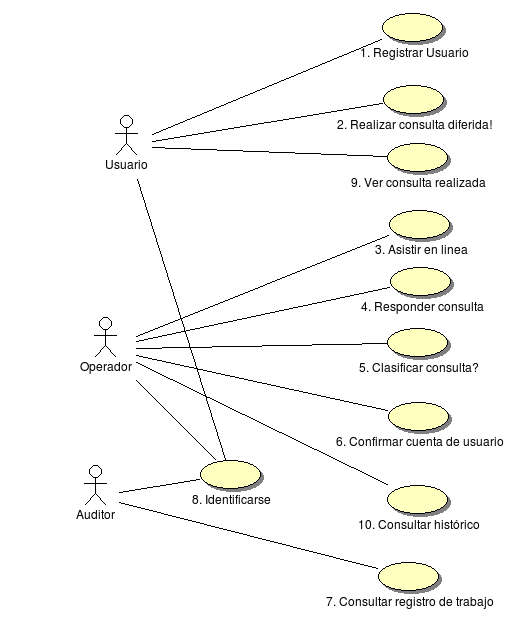 1. Registrar Usuario
2. Realizar consulta diferida!
Usuario
9. Ver consulta realizada
3. Asistir en linea
4. Responder consulta
Operador
5. Clasificar consulta?
6. Confirmar cuenta de usuario
8. Identificarse
Auditor
10. Consultar histórico
7. Consultar registro de trabajo